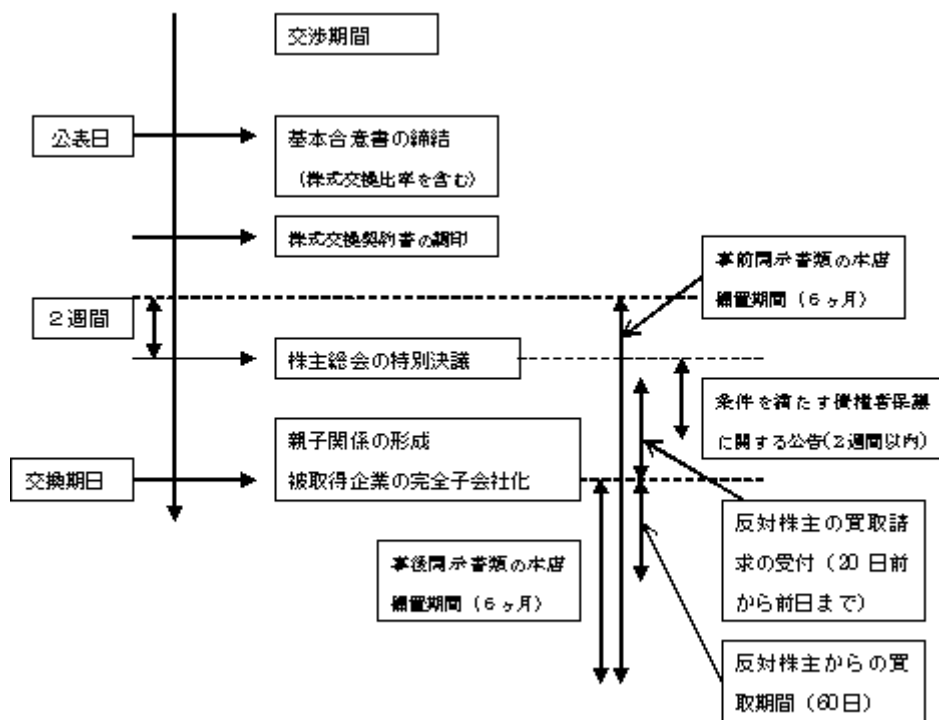 交渉期間
公表日
基本合意書の締結
（株式交換比率を含む）
株式交換契約書の調印
事前開示書類の本店
備置期間（６ヶ月）
２週間
株主総会の特別決議
条件を満たす債権者保護
に関する公告(２週間以内)
親子関係の形成
被取得企業の完全子会社化
交換期日
反対株主の買取請
求の受付（20 日前
から前日まで）
事後開示書類の本店
備置期間（６ヶ月）
反対株主からの買
取期間（60日）